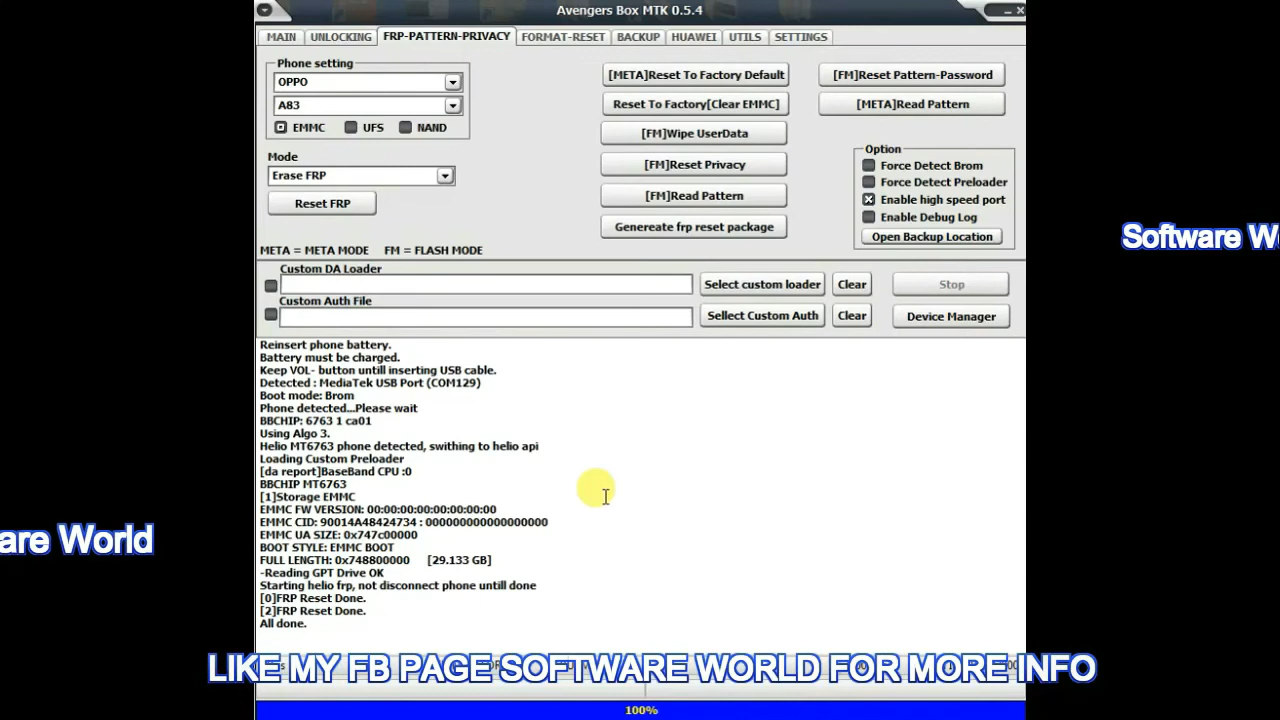 Avengers Box MTK 0.5.4
MAIN UNLOCKING FRP-PATTERN-PRIVACY FORMAT-RESET BACKUP HUAWEI UTILS SETTINGS
Phone setting
OPPO
A83
EMMC UFS NAND
Mode
Erase FRP
Reset FRP
META = META MODE FM = FLASH MODE
[META]Reset To Factory Default
Reset To Factory[Clear EMMC]
[FM]Wipe UserData
[FM]Reset Privacy
[FM]Read Pattern
Genereate frp reset package
[FM]Reset Pattern-Password
[META]Read Pattern
Option
Force Detect Brom
Force Detect Preloader
Enable high speed port
Enable Debug Log
Open Backup Location
Software Wo
Custom DA Loader
Select custom loader Clear Stop
Custom Auth File
Sellect Custom Auth Clear Device Manager
Reinsert phone battery.
Battery must be charged.
Keep VOL- button untill inserting USB cable.
Detected : MediaTek USB Port (COM129)
Boot mode: Brom
Phone detected...Please wait
BBCHIP: 6763 1 ca01
Using Algo 3.
Helio MT6763 phone detected, swithing to helio api
Loading Custom Preloader
[da report]BaseBand CPU :0
BBCHIP MT6763
[1]Storage EMMC
EMMC FW VERSION: 00:00:00:00:00:00:00
EMMC CID: 90014A48424734 : 000000000000000000
EMMC UA SIZE: 0x747c00000
BOOT STYLE: EMMC BOOT
FULL LENGTH: 0x748800000 [29.133 GB]
-Reading GPT Drive OK
Starting helio frp, not disconnect phone untill done
[0]FRP Reset Done.
[2]FRP Reset Done.
All done.
are World
LIKE MY FB PAGE SOFTWARE WORLD FOR MORE INFO
100%